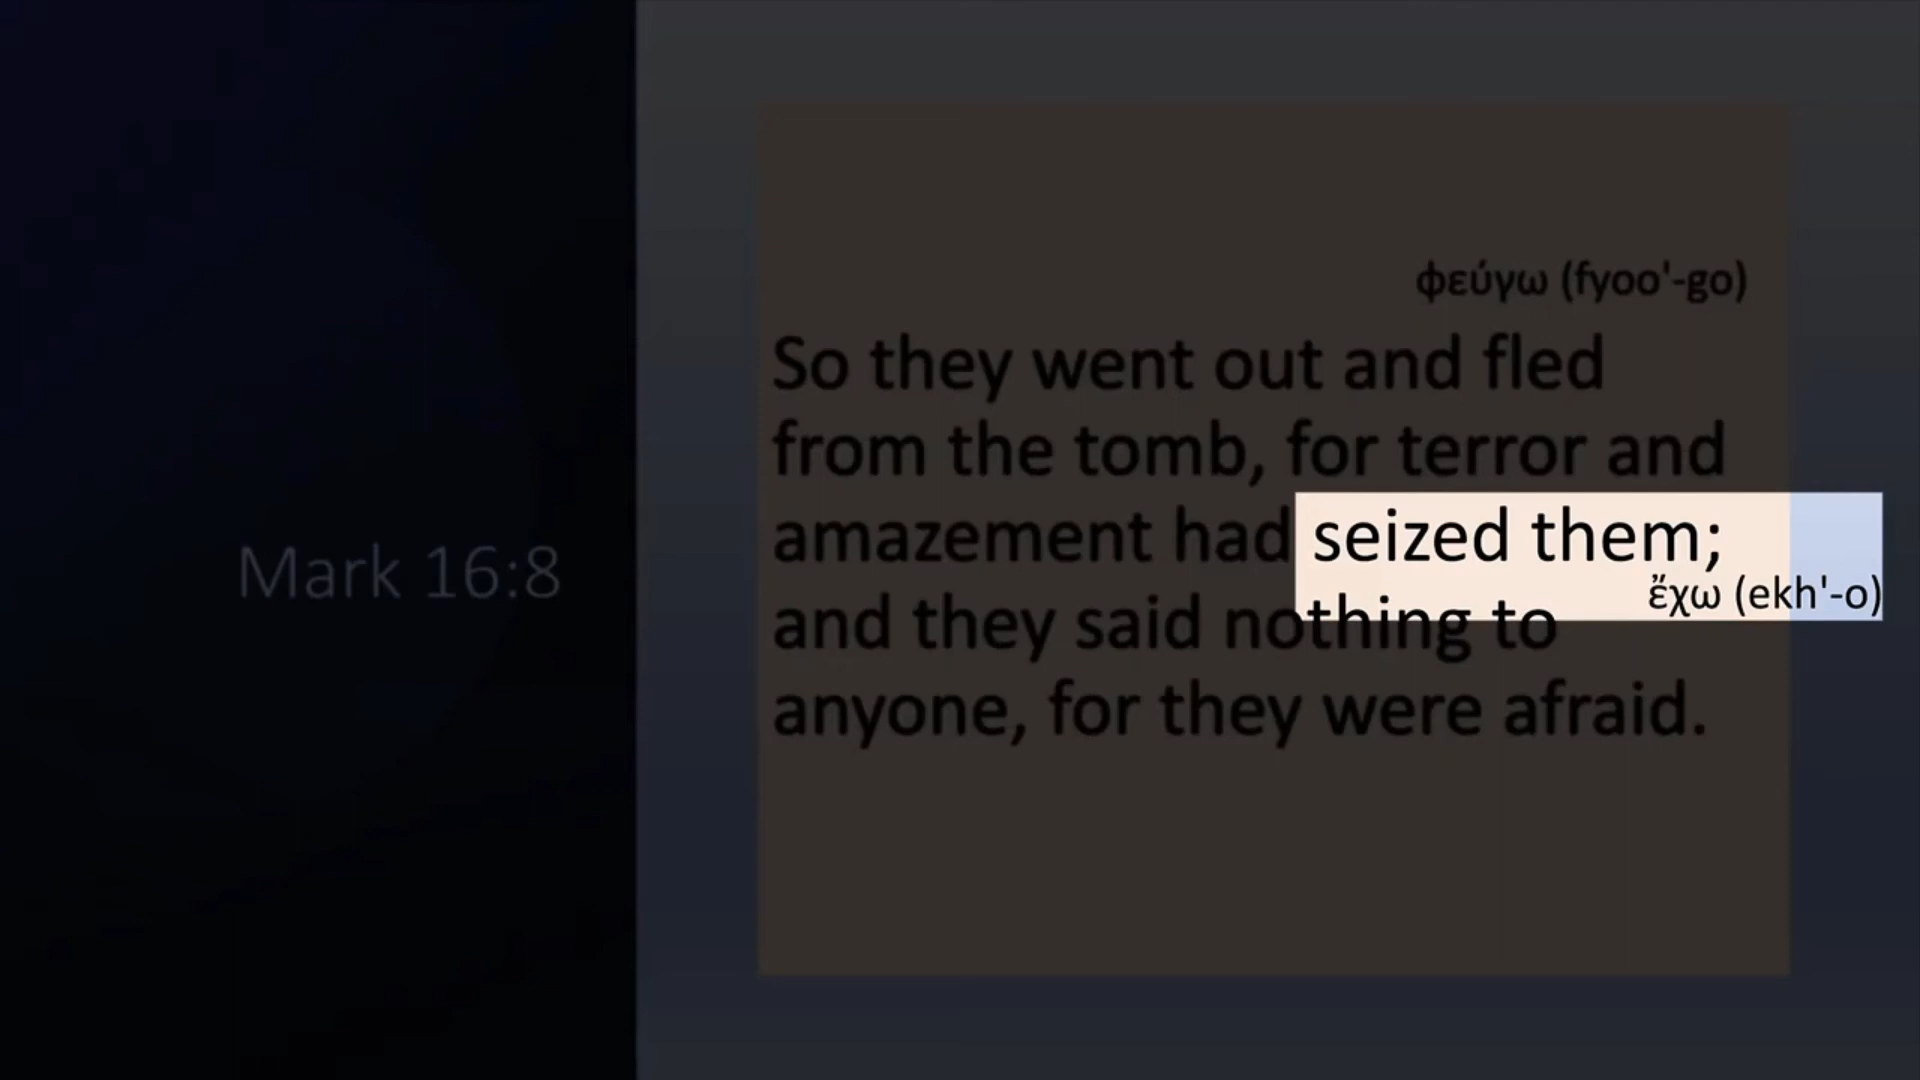 Mark 16:8
φεύγω (fyoo'-go)
So they went out and fled
from the tomb, for terror and
amazement had seized them;
ἔχω (ekh'-o)
and they said nothing to
anyone, for they were afraid.